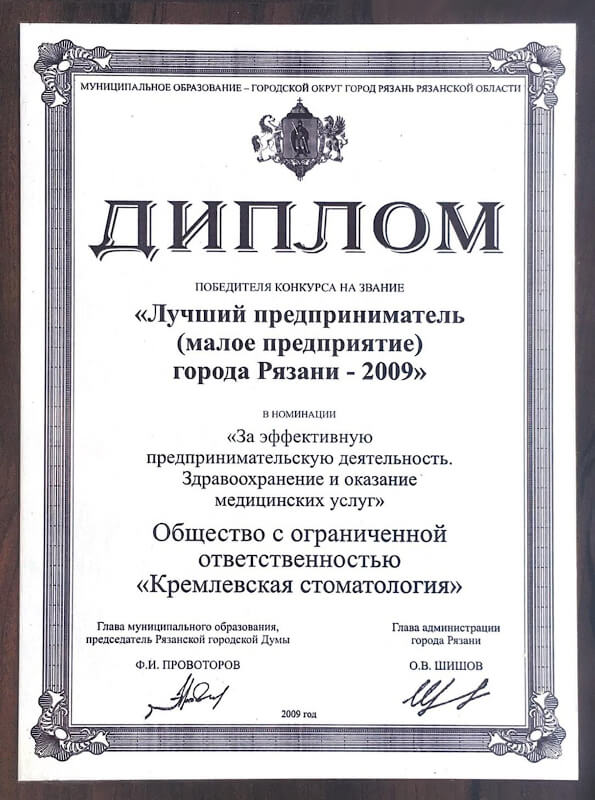 МУНИЦИПАЛЬНОЕ ОБРАЗОВАНИЕ – ГОРОДСКОЙ ОКРУГ ГОРОД РЯЗАНЬ РЯЗАНСКОЙ ОБЛАСТИ
ДИПЛОМ
ПОБЕДИТЕЛЯ КОНКУРСА НА ЗВАНИЕ
«Лучший предприниматель
(малое предприятие)
города Рязани - 2009»
В НОМИНАЦИИ
«За эффективную
предпринимательскую деятельность.
Здравоохранение и оказание
медицинских услуг»
Общество с ограниченной
ответственностью
«Кремлевская стоматология»
Глава муниципального образования,
председатель Рязанской городской Думы
Ф.И. ПРОВОТОРОВ
Глава администрации
города Рязани
О.В. ШИШОВ
2009 год